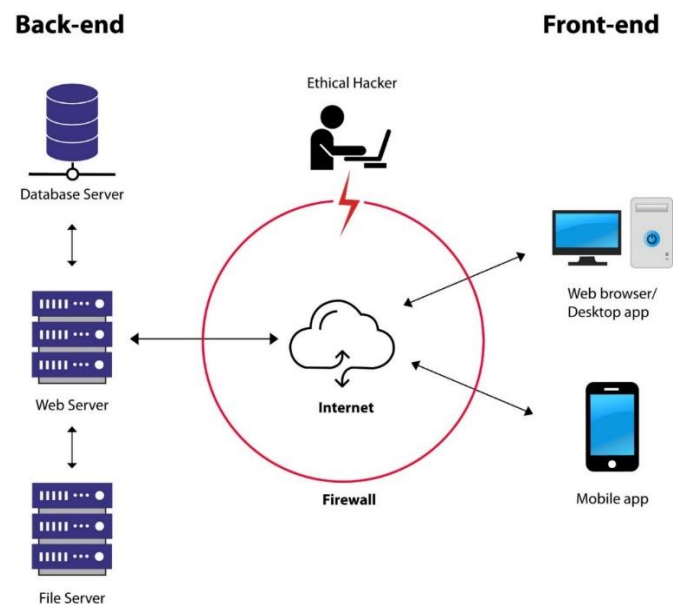 Back-end
Front-end
Ethical Hacker
Database Server
Web browser/
Desktop app
Web Server
Internet
Firewall
Mobile app
File Server